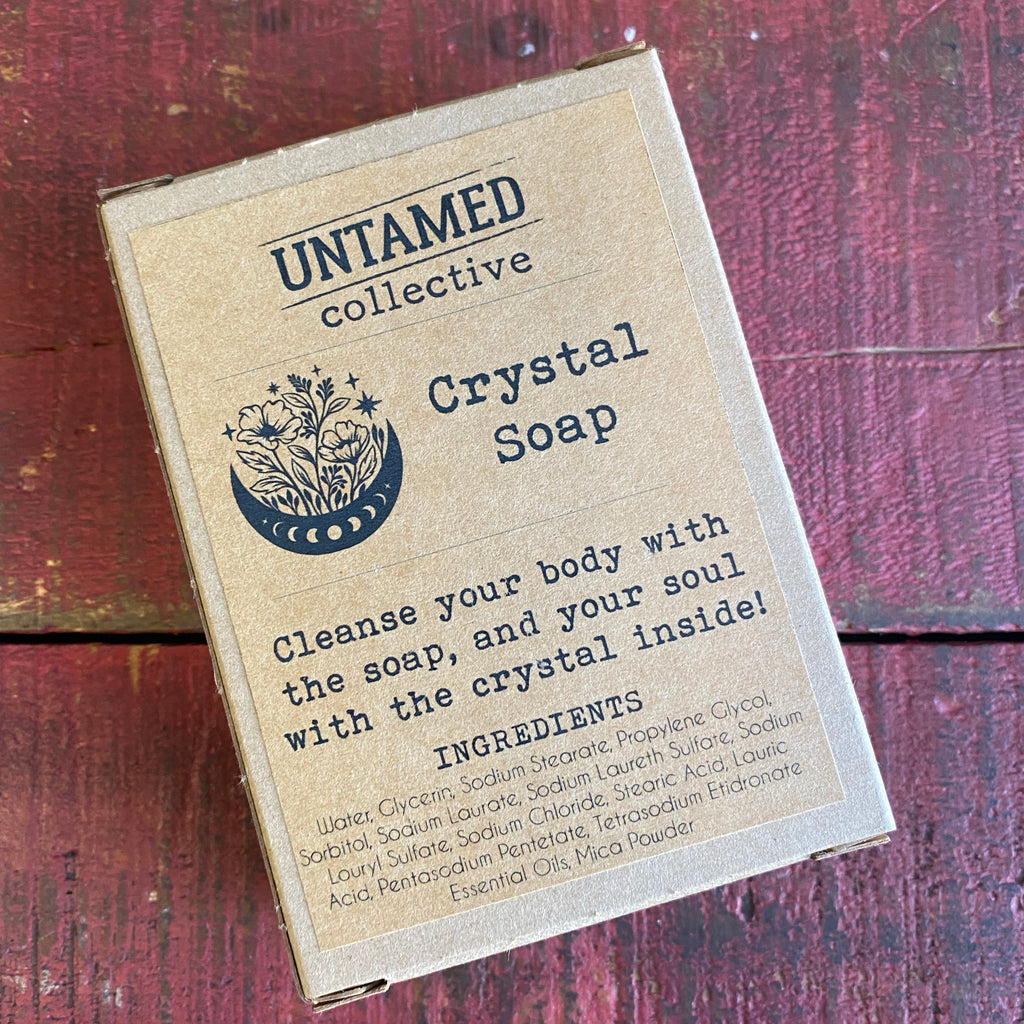 UNTAMED
collective
Crystal
Soap
Cleanse your body with
the soap, and your soul
with the crystal inside!
INGREDIENTS
Water, Glycerin, Sodium Stearate, Propylene Glycol,
Sorbitol, Sodium Laurate, Sodium Laureth Sulfate, Sodium
Louryl Sulfate, Sodium Chloride, Stearic Acid, Lauric
Acid, Pentasodium Pentetate, Tetrasodium Etidronate
Essential Oils, Mica Powder